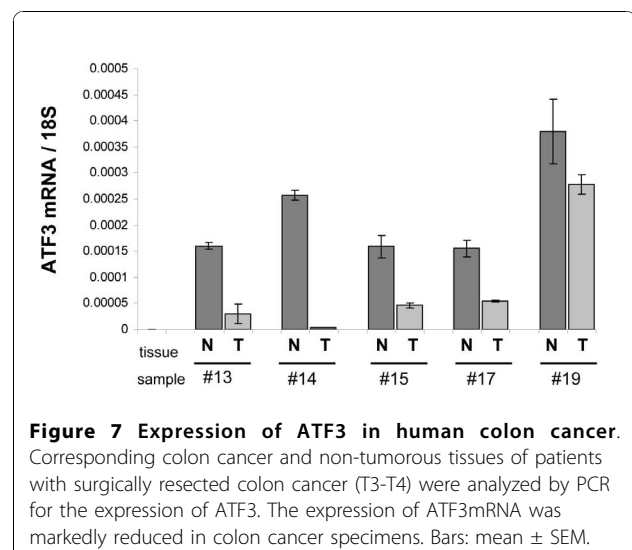 ATF3 mRNA / 18S
0.0005
0.00045
0.0004
0.00035
0.0003
0.00025
0.0002
0.00015
0.0001
0.00005
0
tissue N T N T N T N T N T
sample #13 #14 #15 #17 #19
Figure 7 Expression of ATF3 in human colon cancer.
Corresponding colon cancer and non-tumorous tissues of patients
with surgically resected colon cancer (T3-T4) were analyzed by PCR
for the expression of ATF3. The expression of ATF3mRNA was
markedly reduced in colon cancer specimens. Bars: mean ± SEM.